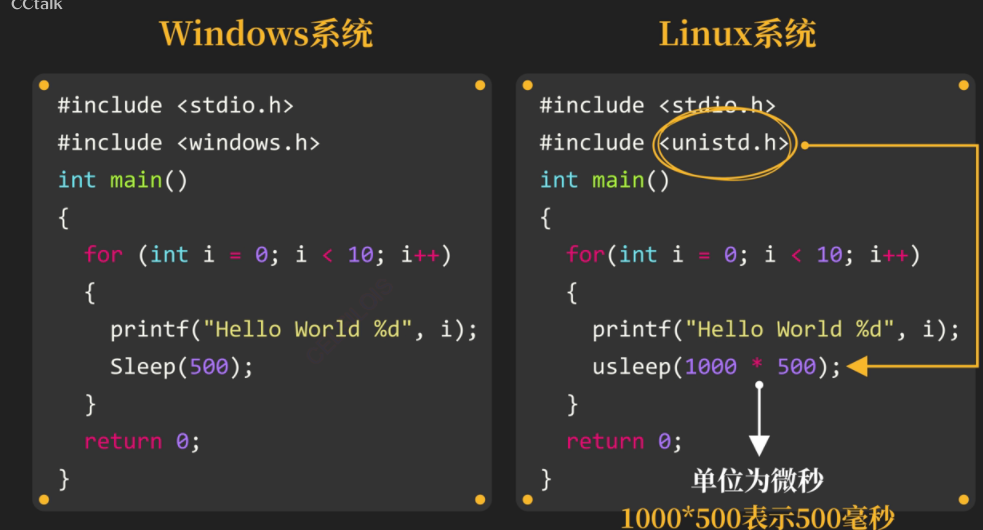 CCtalk
Windows系统
#include <stdio.h>
#include <windows.h>
int main()
{
for (int i = 0; i < 10; i++)
{
printf("Hello World %d", i);
Sleep(500);
}
return 0;
}
Linux系统
#include <stdio.h>
#include <unistd.h>
int main()
{
for(int i = 0; i < 10; i++)
{
printf("Hello World %d", i);
usleep(1000 * 500);
}
return 0;
}
单位为微秒
1000*500表示500毫秒